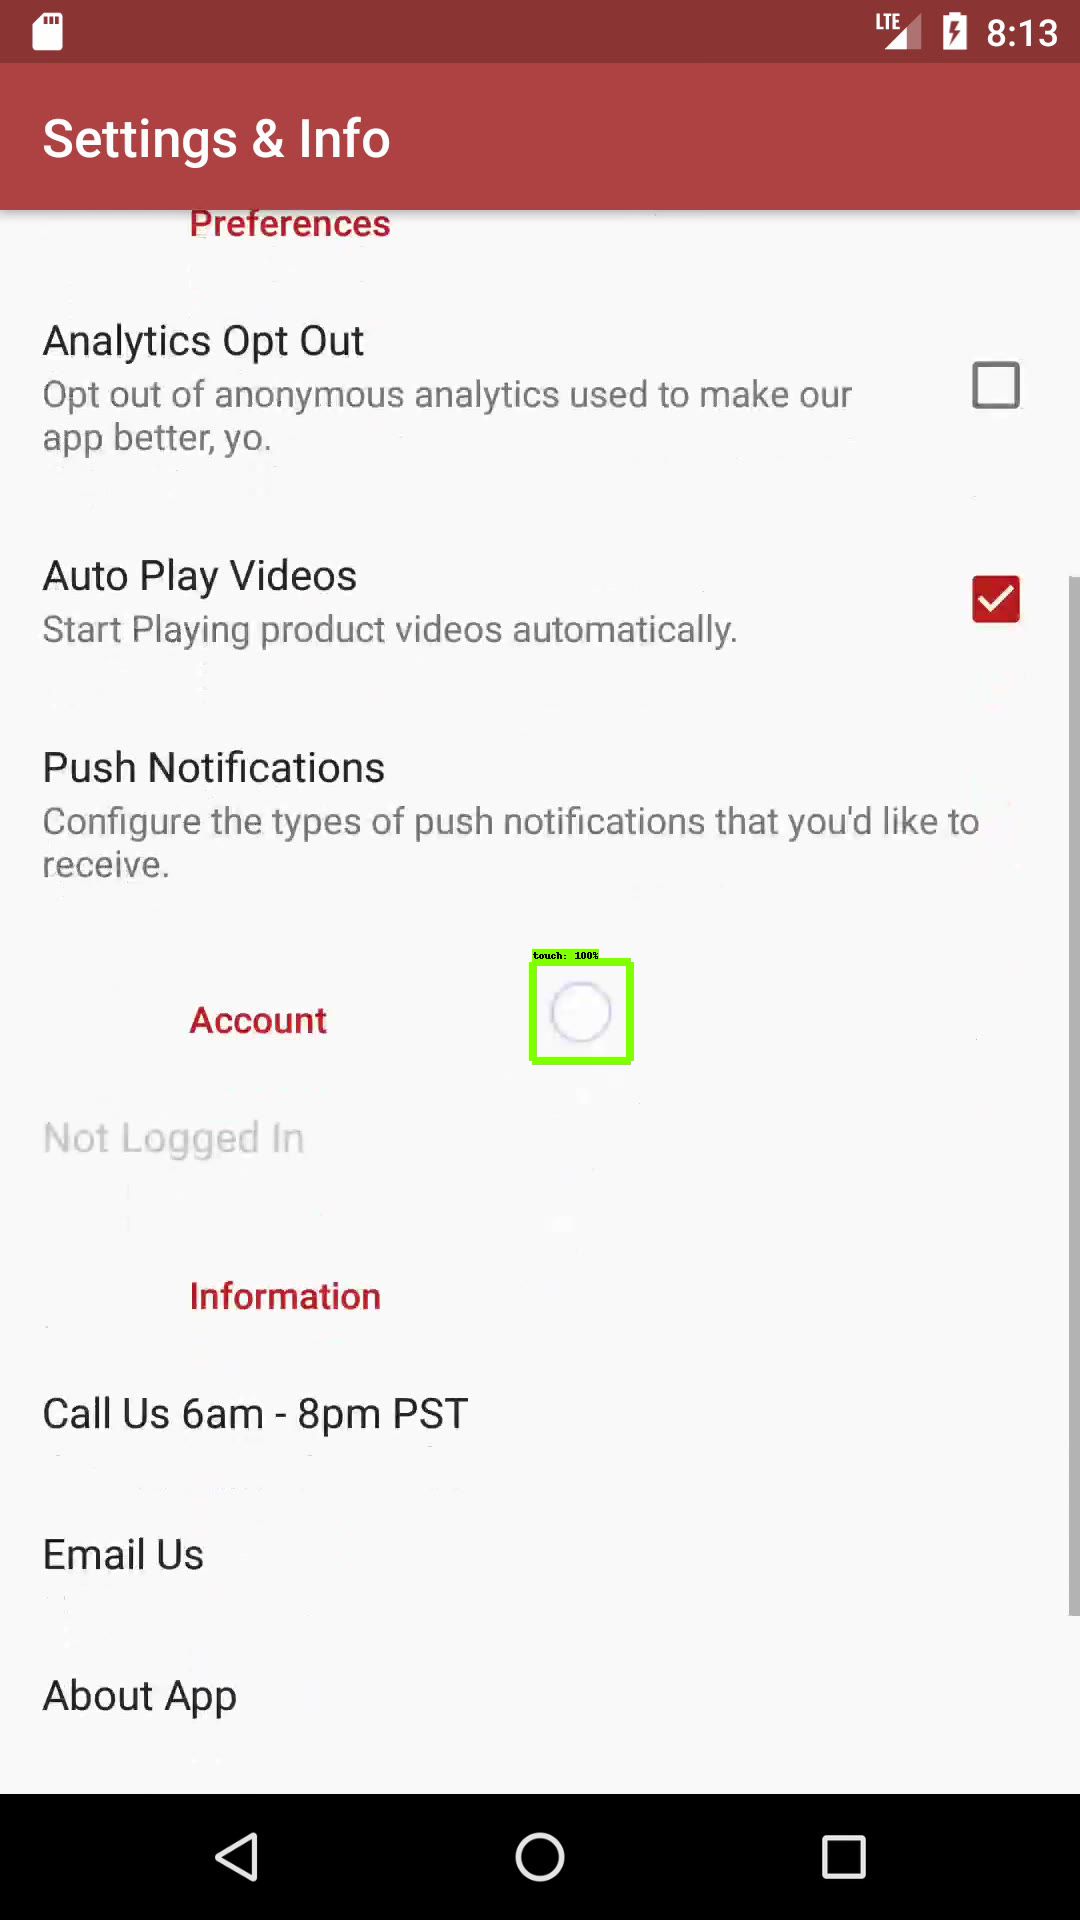 LTE 8:13
Settings & Info
Preferences
Analytics Opt Out
Opt out of anonymous analytics used to make our
app better, yo.
Auto Play Videos
Start Playing product videos automatically.
Push Notifications
Configure the types of push notifications that you'd like to
receive.
touch: 100%
Account
Not Logged In
Information
Call Us 6am - 8pm PST
Email Us
About App